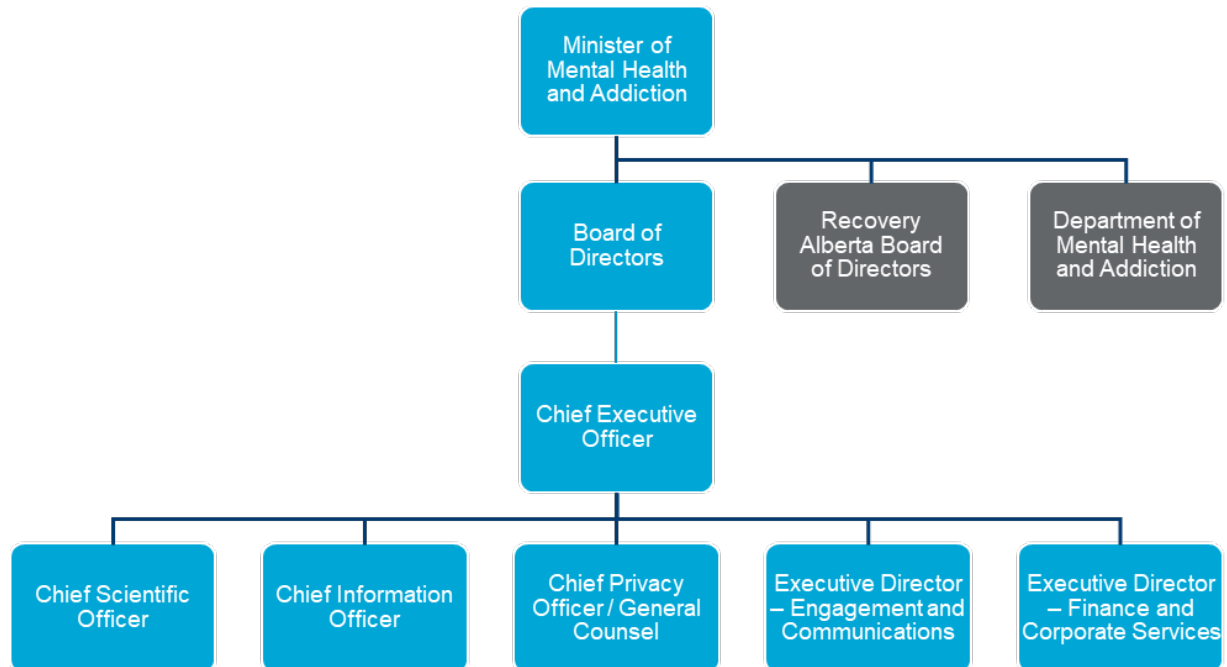 Minister of
Mental Health
and Addiction
Board of
Directors
Recovery
Alberta Board
of Directors
Department of
Mental Health
and Addiction
Chief Executive
Officer
Chief Scientific
Officer
Chief Information
Officer
Chief Privacy
Officer / General
Counsel
Executive Director
– Engagement and
Communications
Executive Director
– Finance and
Corporate Services